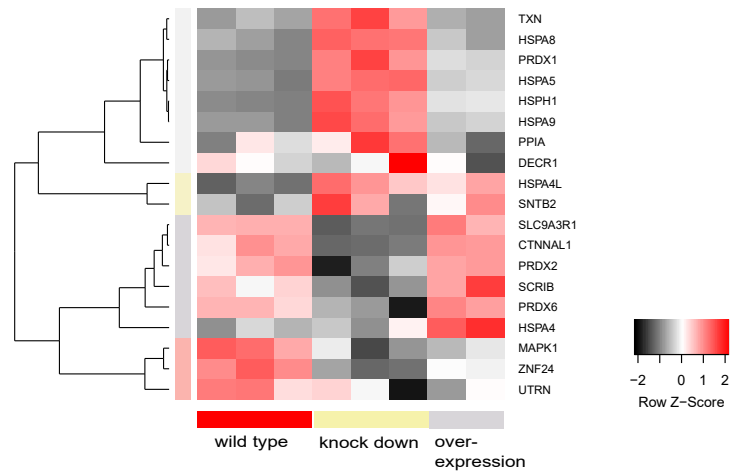 TXN
HSPA8
PRDX1
HSPA5
HSPH1
HSPA9
PPIA
DECR1
HSPA4L
SNTB2
SLC9A3R1
CTNNAL1
PRDX2
SCRIB
PRDX6
HSPA4
MAPK1
ZNF24
UTRN
−2 0 1 2
Row Z−Score
wild type knock down over-
expression